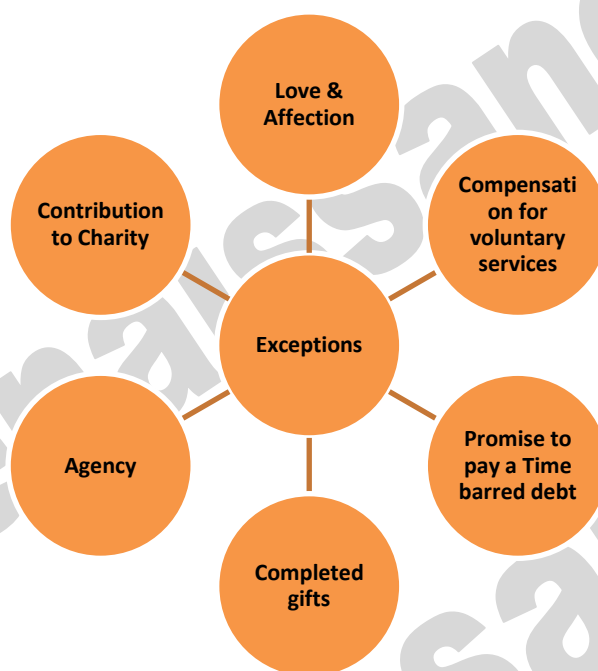 Love &
Affection
Compensati
on for
voluntary
services
Promise to
pay a Time
barred debt
Completed
gifts
Agency
Contribution
to Charity
Exceptions